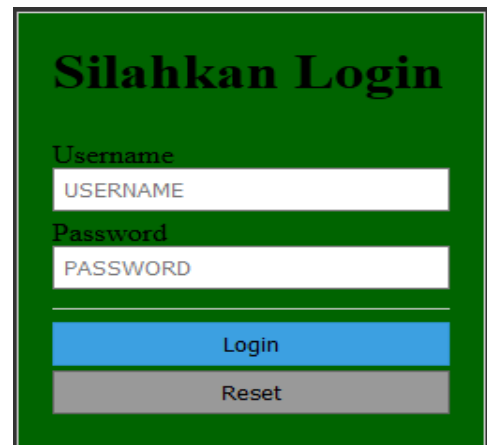 Silahkan Login
Username
USERNAME
Password
PASSWORD
Login
Reset